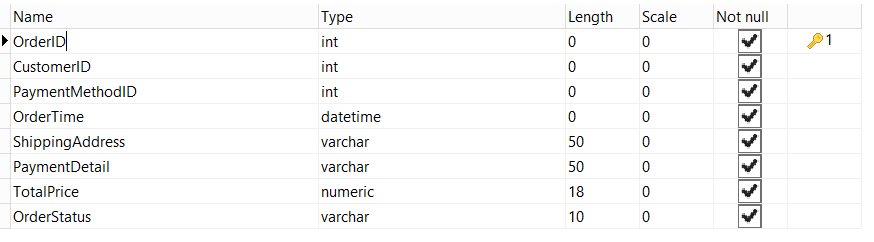 Name Type Length Scale Not null
OrderID int 0 0 1
CustomerID int 0 0
PaymentMethodID int 0 0
OrderTime datetime 0 0
ShippingAddress varchar 50 0
PaymentDetail varchar 50 0
TotalPrice numeric 18 0
OrderStatus varchar 10 0